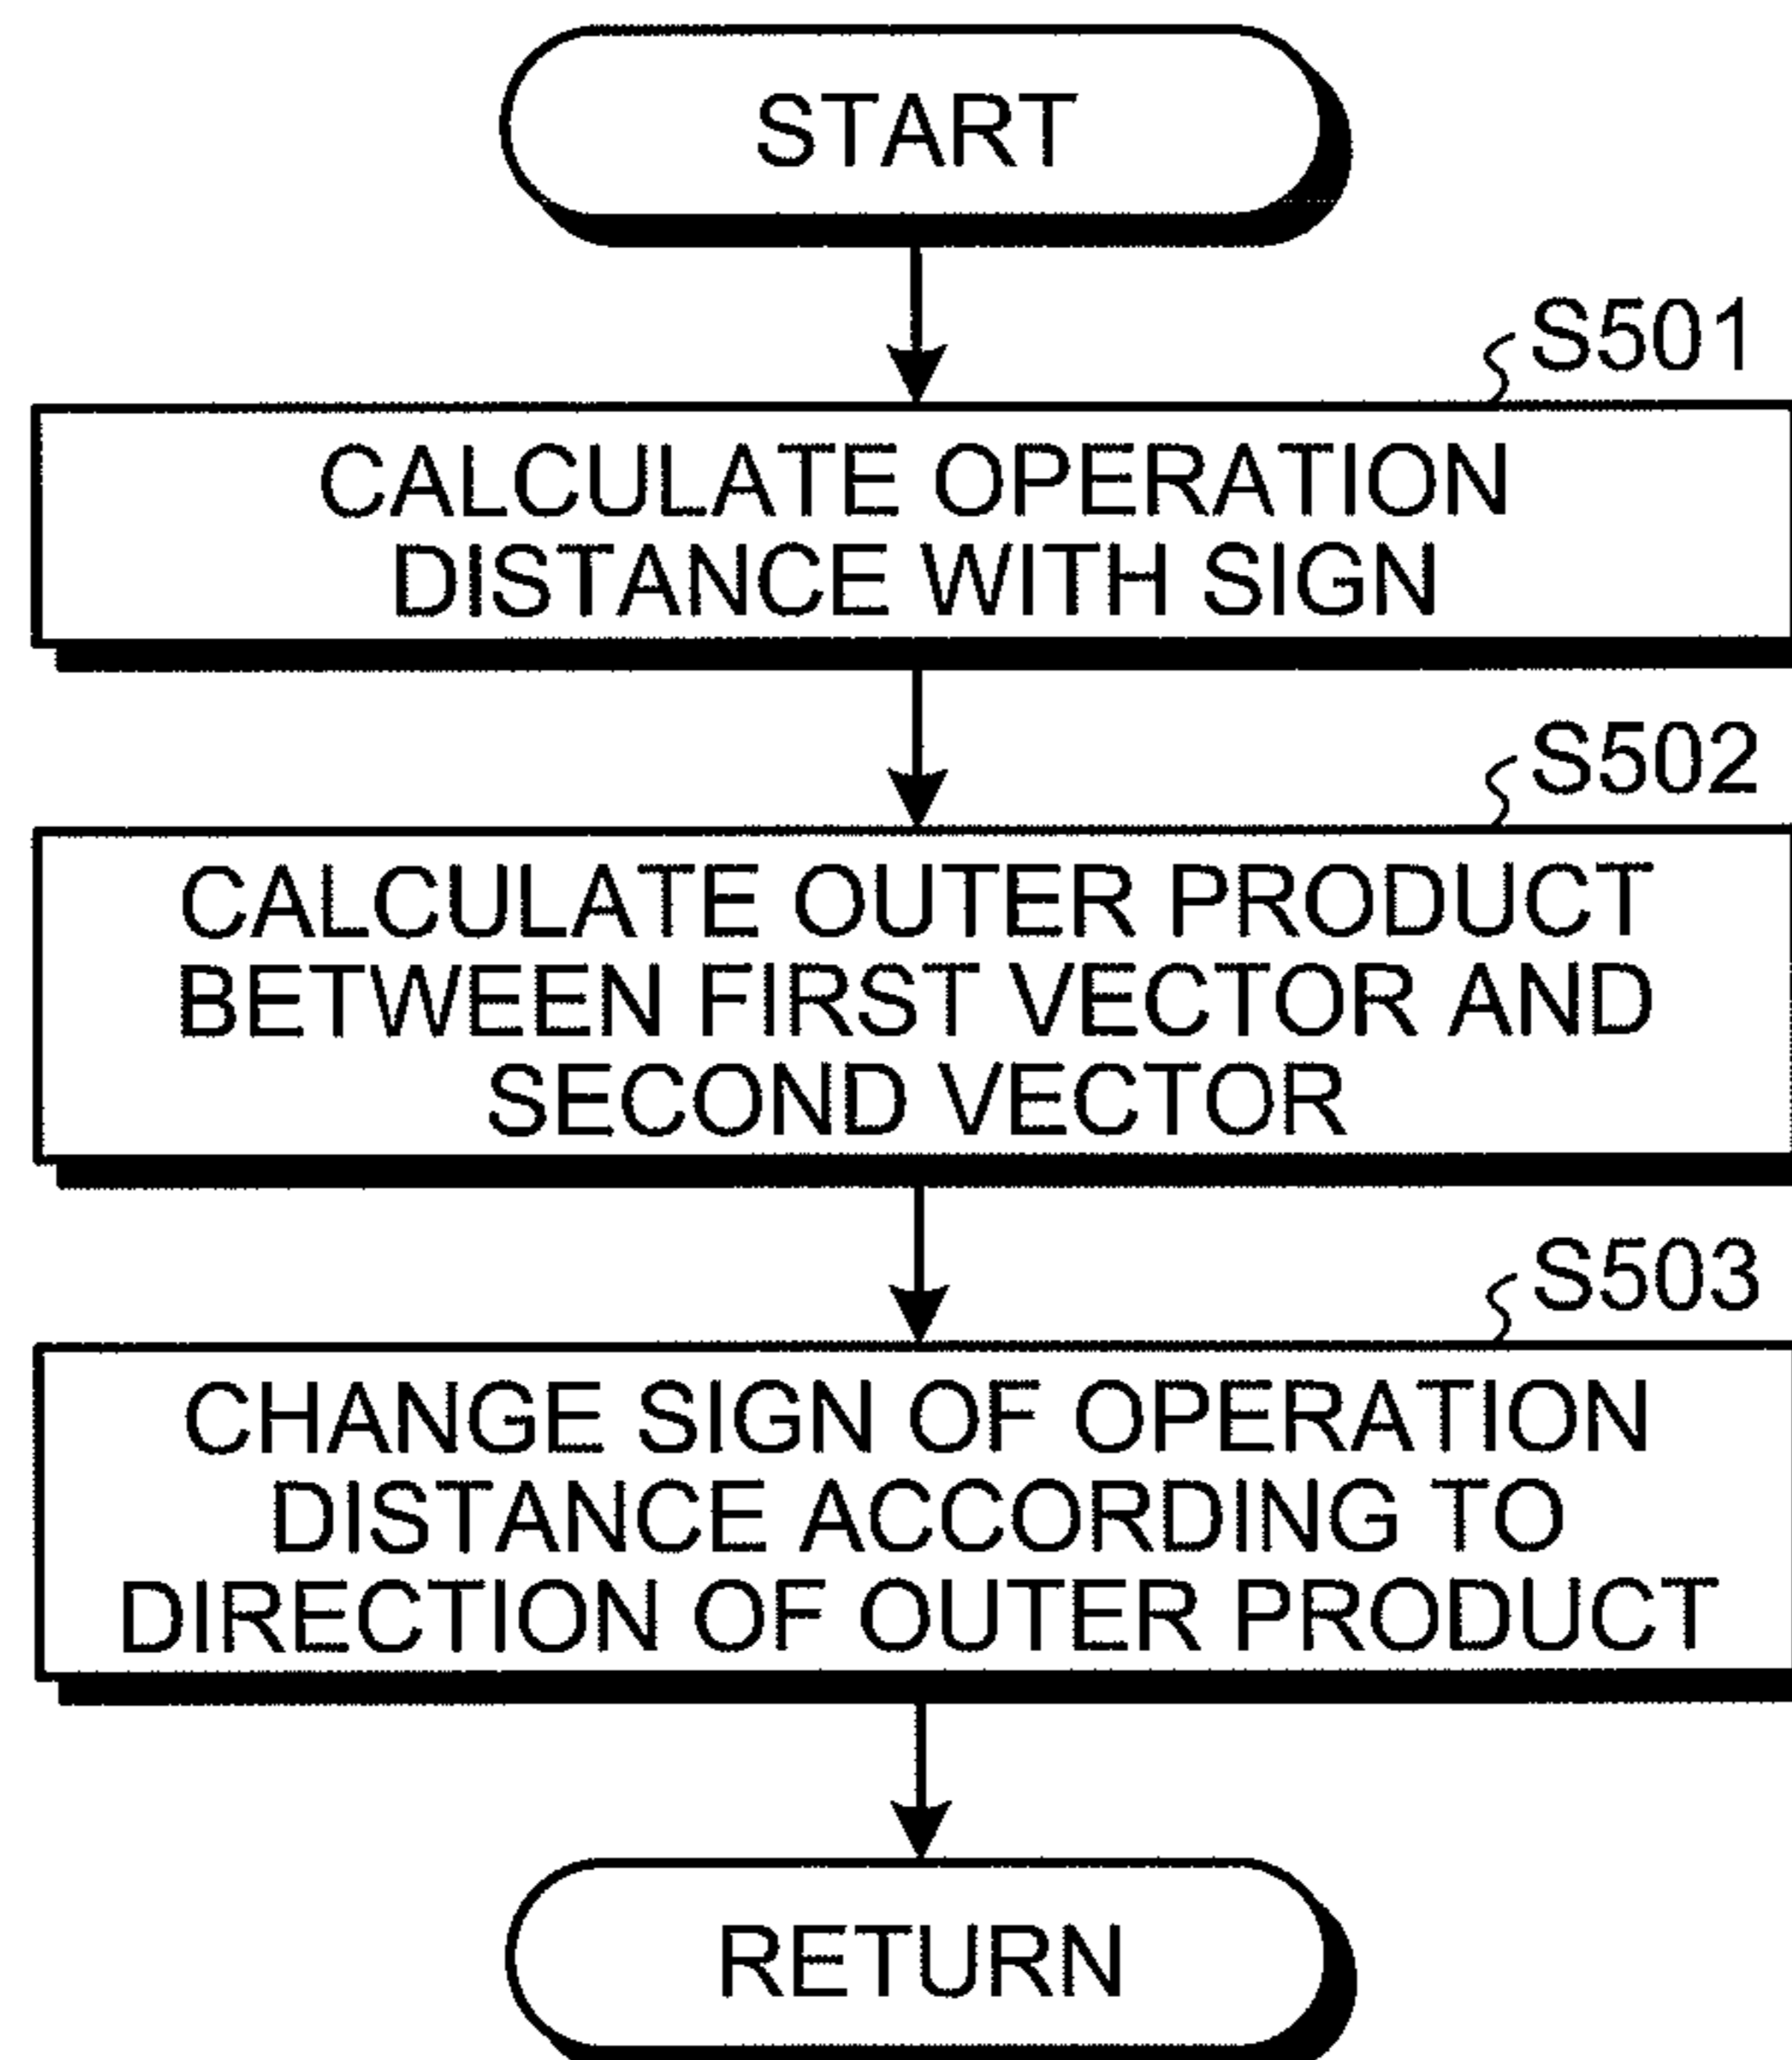 START
S501
CALCULATE OPERATION
DISTANCE WITH SIGN
S502
CALCULATE OUTER PRODUCT
BETWEEN FIRST VECTOR AND
SECOND VECTOR
S503
CHANGE SIGN OF OPERATION
DISTANCE ACCORDING TO
DIRECTION OF OUTER PRODUCT
RETURN